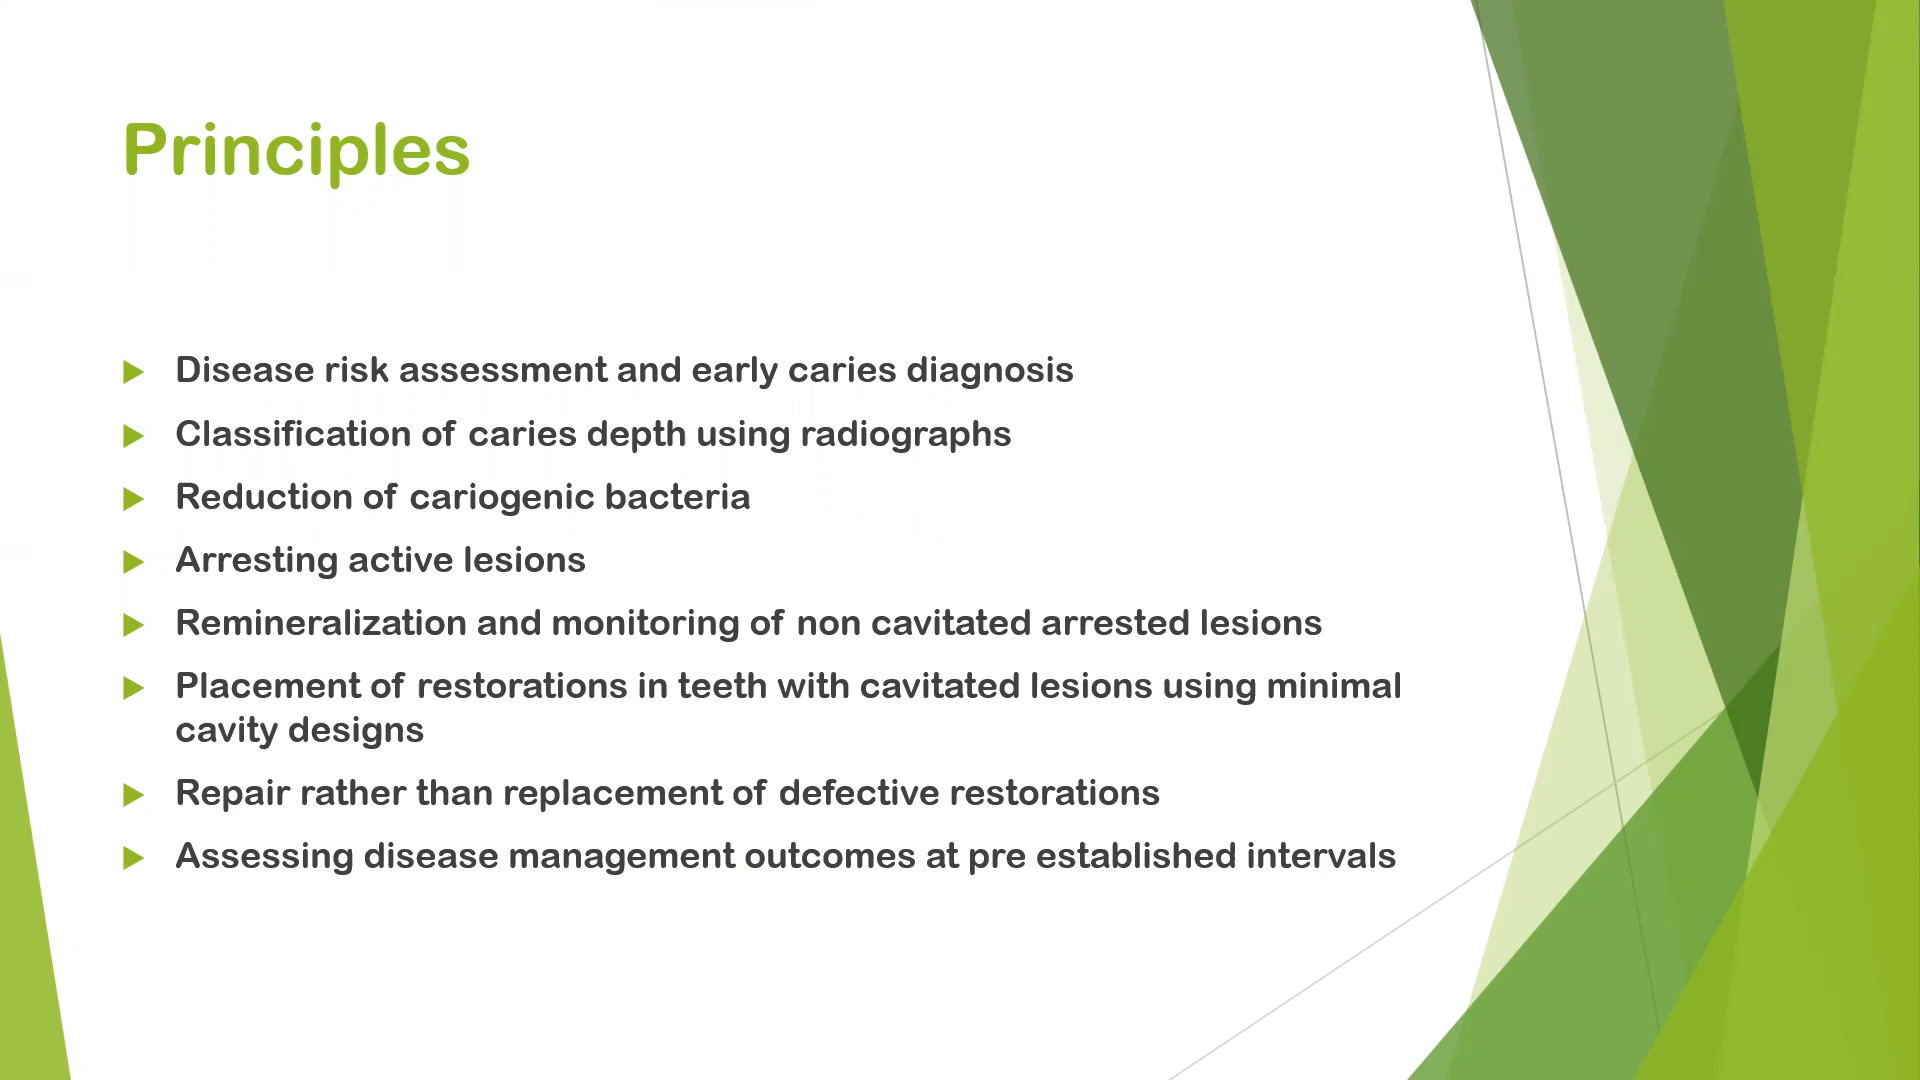 Principles
Disease risk assessment and early caries diagnosis
Classification of caries depth using radiographs
Reduction of cariogenic bacteria
Arresting active lesions
Remineralization and monitoring of non cavitated arrested lesions
Placement of restorations in teeth with cavitated lesions using minimal
cavity designs
Repair rather than replacement of defective restorations
Assessing disease management outcomes at pre established intervals